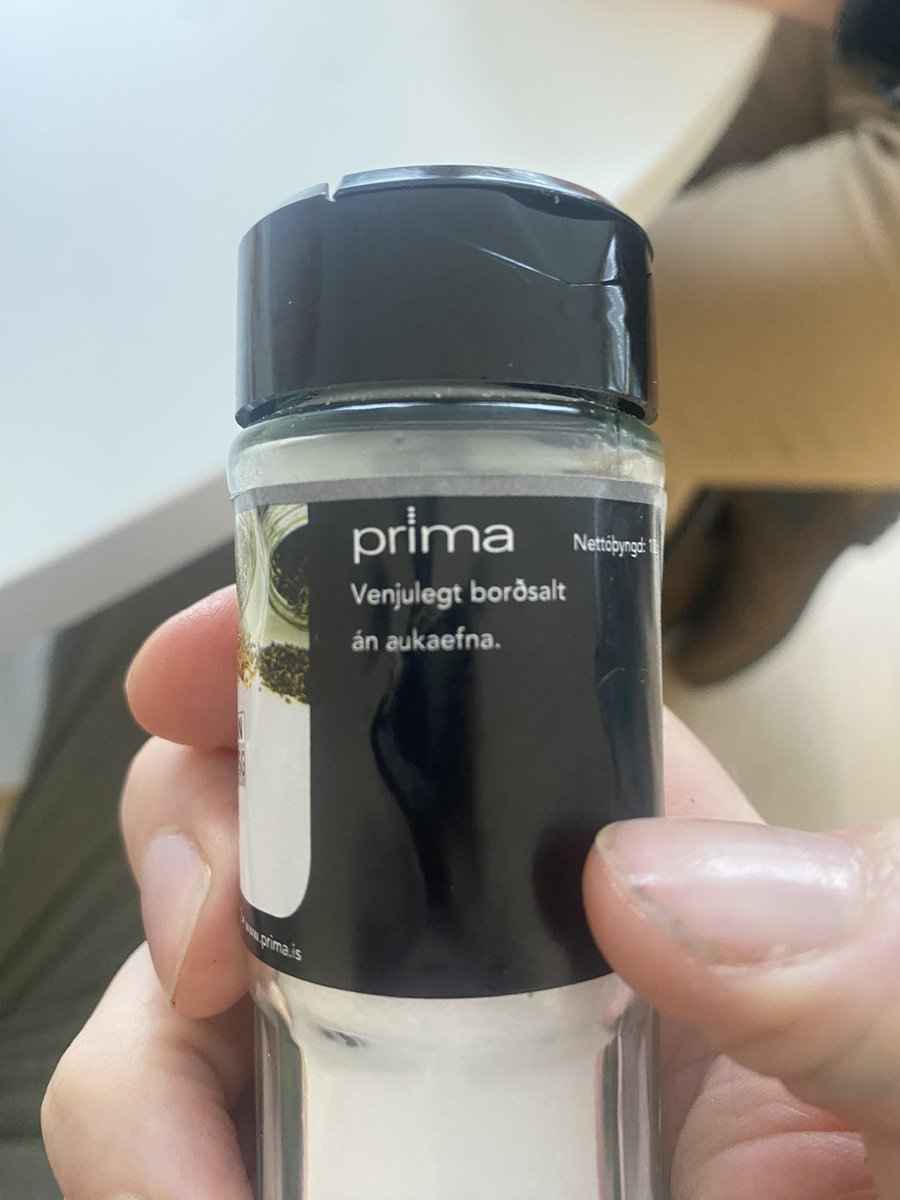 prima
Nettóþyngd:
Venjulegt borðsalt
án aukaefna.
www.prima.is